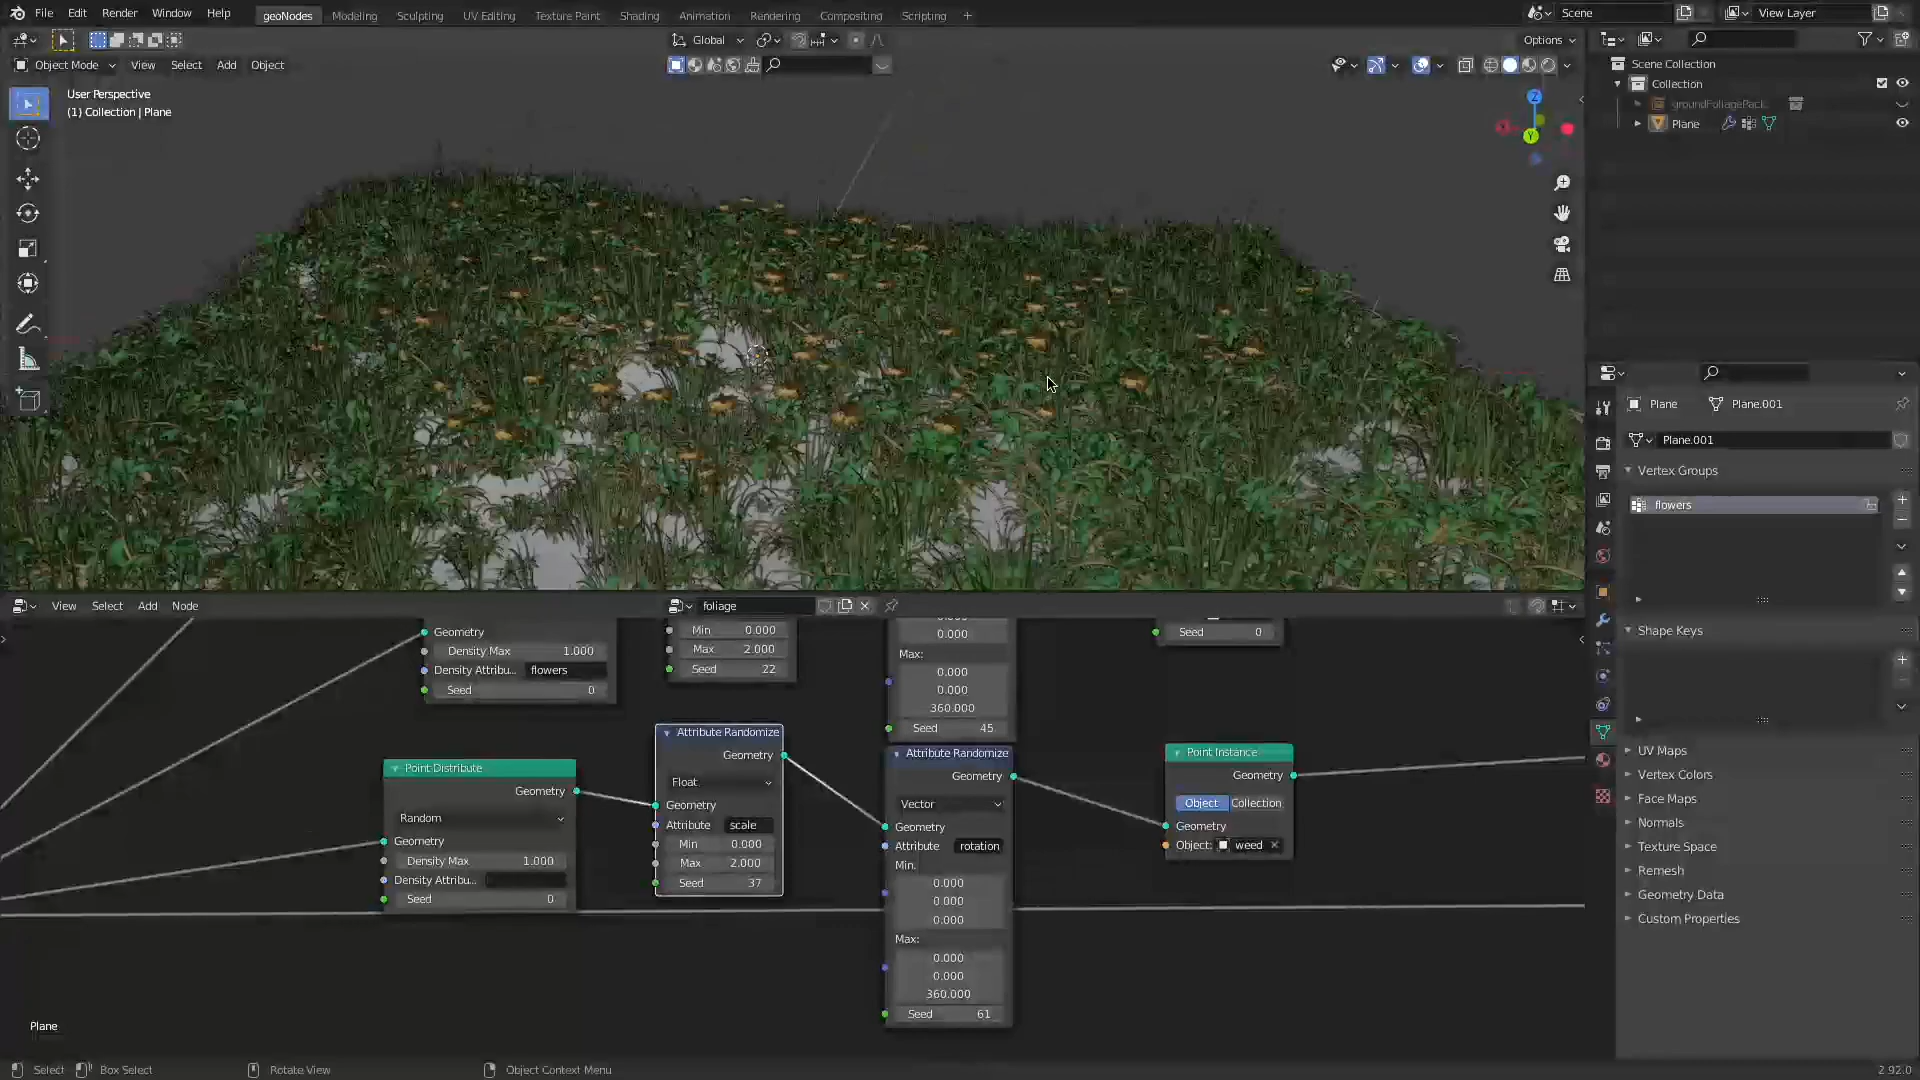 File Edit Render Window Help geoNodes Modeling Sculpting UV Editing Texture Paint Shading Animation Rendering Compositing Scripting + Scene View Layer
Global Options
Object Mode View Select Add Object
User Perspective
(1) Collection | Plane
Z
Y
Scene Collection
Collection
groundFoliagePack
Plane
Plane Plane.001
Plane.001
Vertex Groups
flowers
Shape Keys
UV Maps
Vertex Colors
Face Maps
Normals
Texture Space
Remesh
Geometry Data
Custom Properties
View Select Add Node foliage
Geometry
Density Max 1.000
Density Attribu... flowers
Seed 0
Min 0.000
Max 2.000
Seed 22
0.000
Max:
0.000
0.000
360.000
Seed 45
Seed 0
Point Distribute
Geometry
Random
Geometry
Density Max 1.000
Density Attribu...
Seed 0
Attribute Randomize
Geometry
Float
Geometry
Attribute scale
Min 0.000
Max 2.000
Seed 37
Attribute Randomize
Geometry
Vector
Geometry
Attribute rotation
Min:
0.000
0.000
0.000
Max:
0.000
0.000
360.000
Seed 61
Point Instance
Geometry
Object Collection
Geometry
Object: weed
Plane
Select Box Select Rotate View Object Context Menu 2.92.0